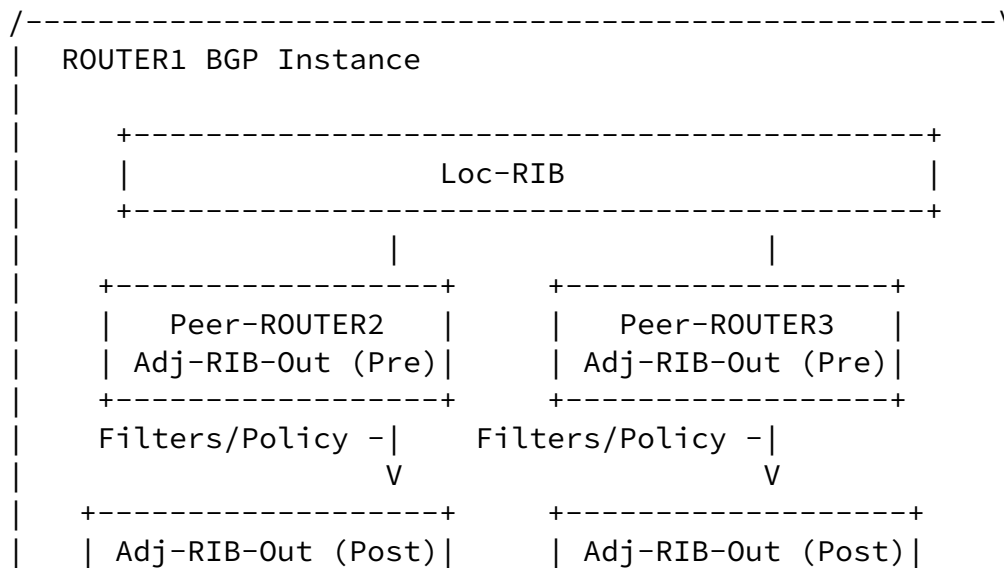 /------------------------------------------------------\
|  ROUTER1 BGP Instance
|
|     +--------------------------------------------+
|     |                 Loc-RIB                    |
|     +--------------------------------------------+
|                    |                    |
|     +------------------+     +------------------+
|     |   Peer-ROUTER2   |     |   Peer-ROUTER3   |
|     | Adj-RIB-Out (Pre)|     | Adj-RIB-Out (Pre)|
|     +------------------+     +------------------+
|    Filters/Policy -|    Filters/Policy -|
|                    V                    V
|   +-------------------+     +-------------------+
|   | Adj-RIB-Out (Post)|     | Adj-RIB-Out (Post)|